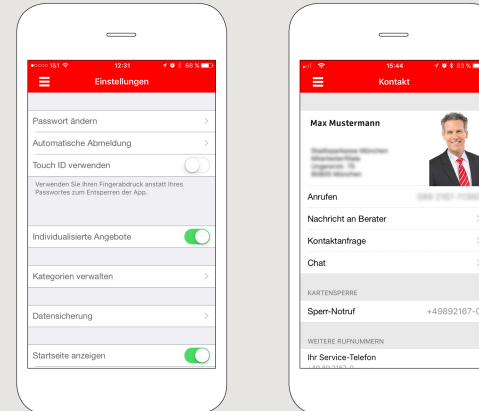 1&1
12:31
68 %
Einstellungen
Passwort ändern
Automatische Abmeldung
Touch ID verwenden
Verwenden Sie Ihren Fingerabdruck anstatt Ihres
Passwortes zum Entsperren der App.
Individualisierte Angebote
Kategorien verwalten
Datensicherung
Startseite anzeigen
15:44
83 %
Kontakt
Max Mustermann
Anrufen
Nachricht an Berater
Kontaktanfrage
Chat
KARTENSPERRE
Sperr-Notruf +49892167-0
WEITERE RUFNUMMERN
Ihr Service-Telefon